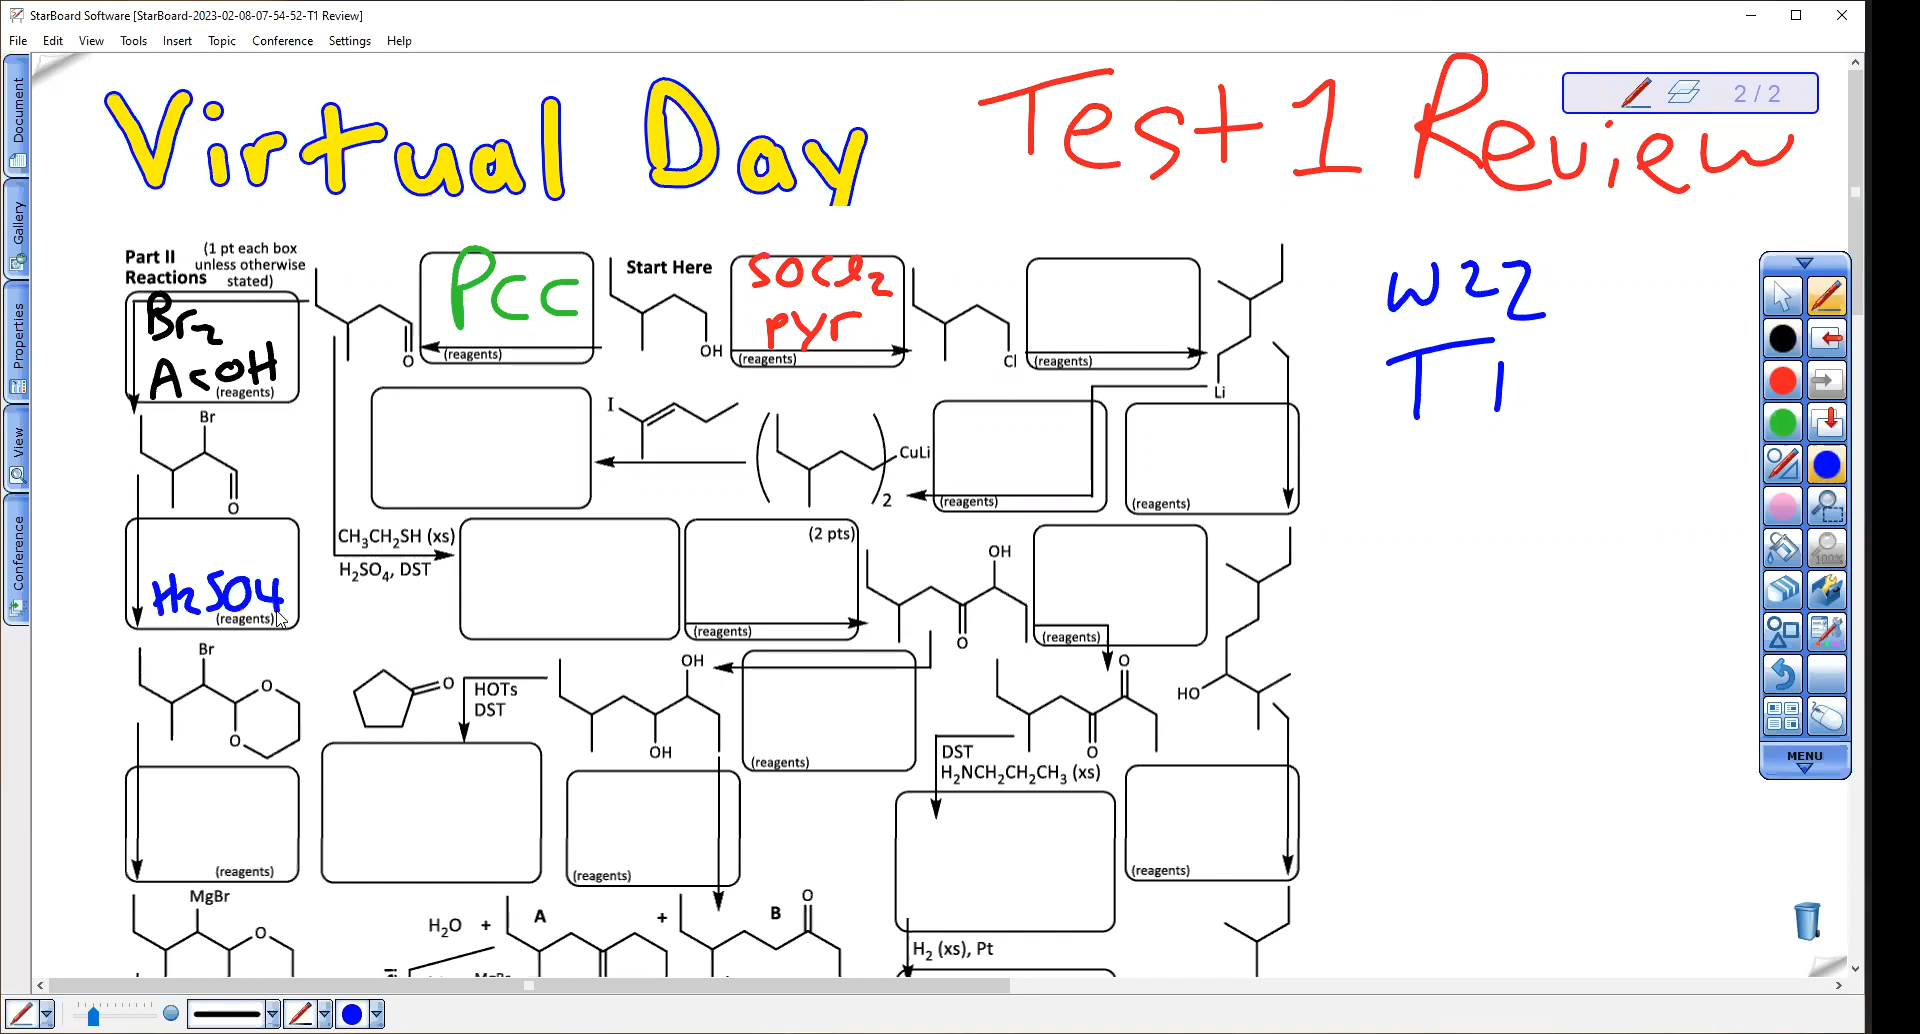 StarBoard Software [StarBoard-2023-02-08-07-54-52-T1 Review]
File Edit View Tools Insert Topic Conference Settings Help
Document
Gallery
Properties
View
Conference
Virtual Day Test 1 Review
2 / 2
Part II Reactions
(1 pt each box unless otherwise stated)
Start Here
PCC
(reagents)
SOCl2
pyr
(reagents)
(reagents)
W22
T1
Br2
AcOH
(reagents)
O
OH
Cl
Li
Br
O
I
CuLi
2
(reagents)
(reagents)
CH3CH2SH (xs)
H2SO4, DST
(2 pts)
(reagents)
OH
O
(reagents)
H2SO4
(reagents)
Br
O
O
O
HOTs
DST
OH
OH
(reagents)
O
O
HO
DST
H2NCH2CH2CH3 (xs)
(reagents)
(reagents)
(reagents)
MgBr
O
H2O +
A
+
B
O
H2 (xs), Pt
MENU
100%